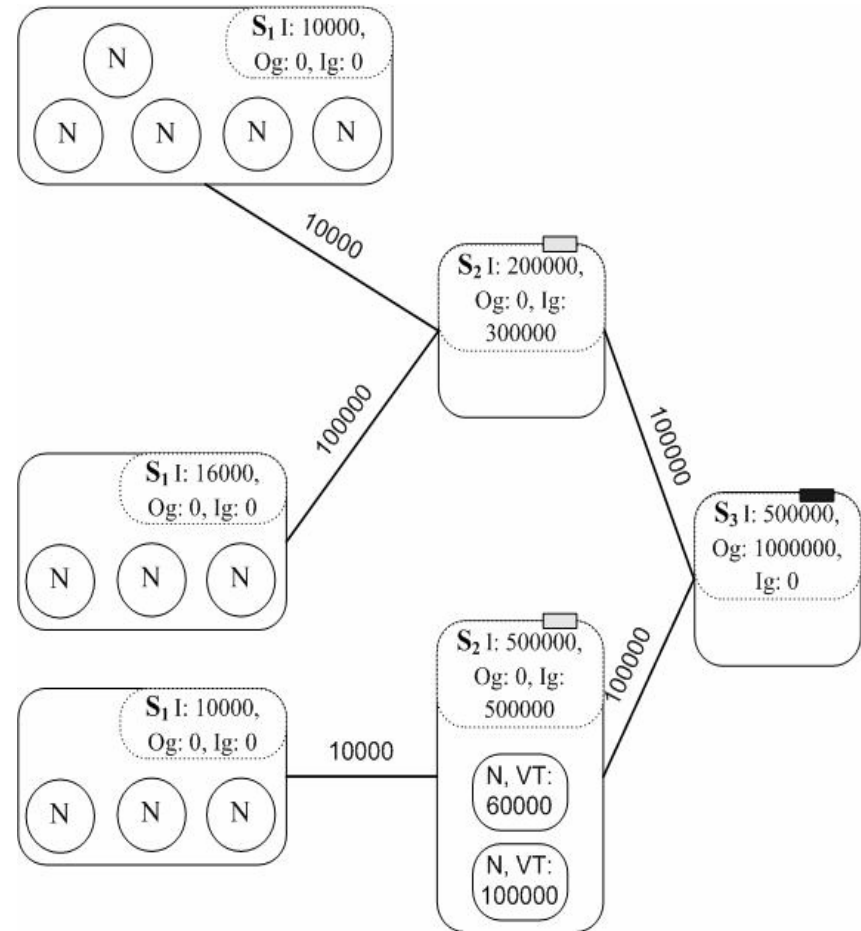 S₁ I: 10000,
Og: 0, Ig: 0
N
N
N
N
N
10000
S₂ I: 200000,
Og: 0, Ig:
300000
100000
100000
S₁ I: 16000,
Og: 0, Ig: 0
N
N
N
S₃ I: 500000,
Og: 1000000,
Ig: 0
S₂ I: 500000,
Og: 0, Ig:
500000
100000
S₁ I: 10000,
Og: 0, Ig: 0
10000
N
N
N
N, VT:
60000
N, VT:
100000